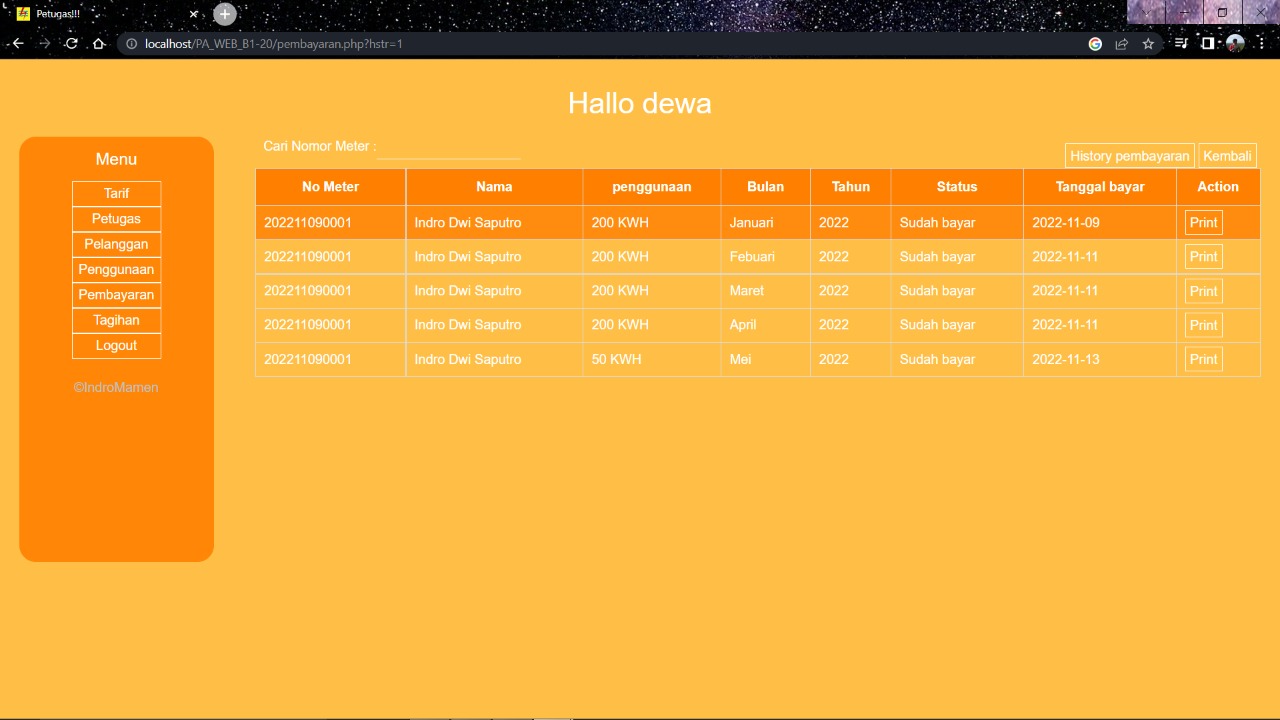 Petugas!!!
localhost/PA_WEB_B1-20/pembayaran.php?hstr=1
Hallo dewa
Menu
Tarif
Petugas
Pelanggan
Penggunaan
Pembayaran
Tagihan
Logout
©IndroMamen
Cari Nomor Meter :
History pembayaran Kembali
No Meter Nama penggunaan Bulan Tahun Status Tanggal bayar Action
202211090001 Indro Dwi Saputro 200 KWH Januari 2022 Sudah bayar 2022-11-09 Print
202211090001 Indro Dwi Saputro 200 KWH Febuari 2022 Sudah bayar 2022-11-11 Print
202211090001 Indro Dwi Saputro 200 KWH Maret 2022 Sudah bayar 2022-11-11 Print
202211090001 Indro Dwi Saputro 200 KWH April 2022 Sudah bayar 2022-11-11 Print
202211090001 Indro Dwi Saputro 50 KWH Mei 2022 Sudah bayar 2022-11-13 Print